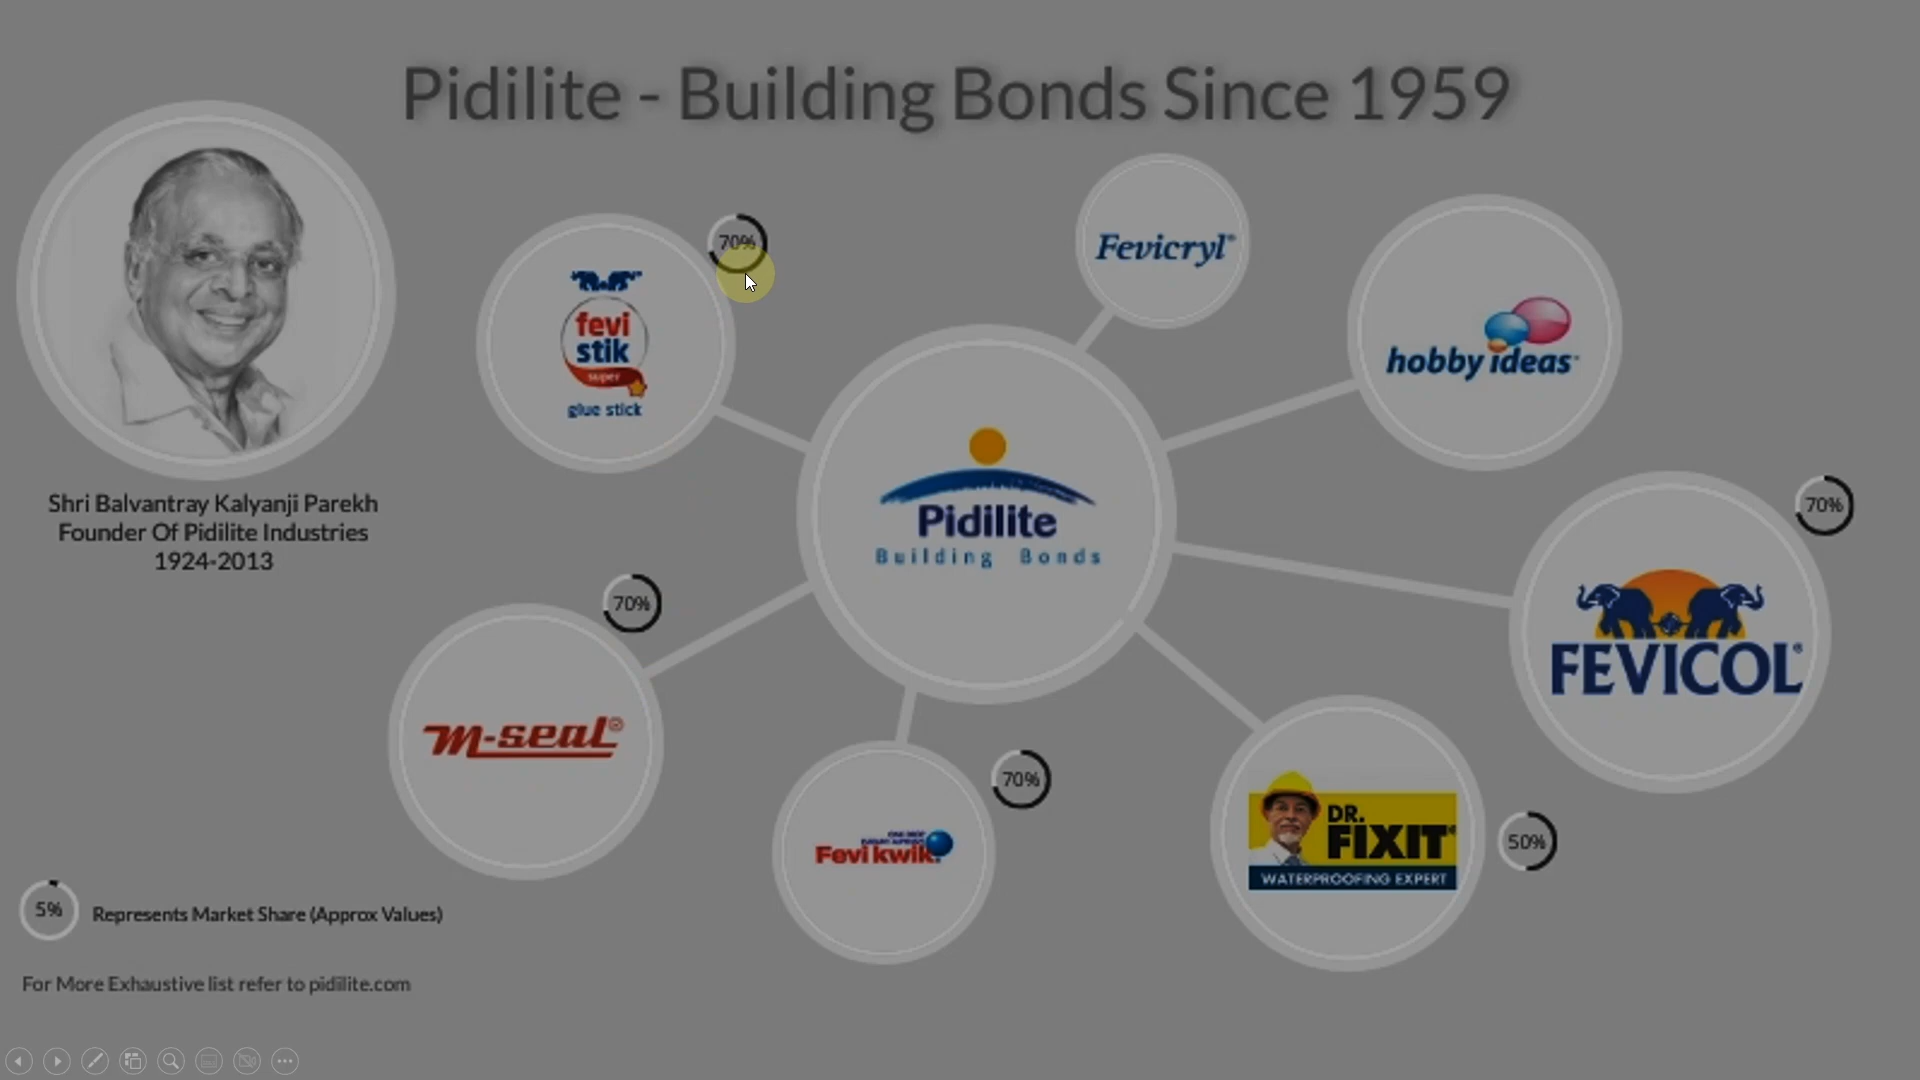 Pidilite - Building Bonds Since 1959
Shri Balvantray Kalyanji Parekh
Founder Of Pidilite Industries
1924-2013
70%
fevi
stik
super
glue stick
Fevicryl®
hobby ideas
Pidilite
Building Bonds
70%
FEVICOL®
70%
m-seal®
70%
Fevi kwik
DR.
FIXIT
WATERPROOFING EXPERT
50%
5%
Represents Market Share (Approx Values)
For More Exhaustive list refer to pidilite.com